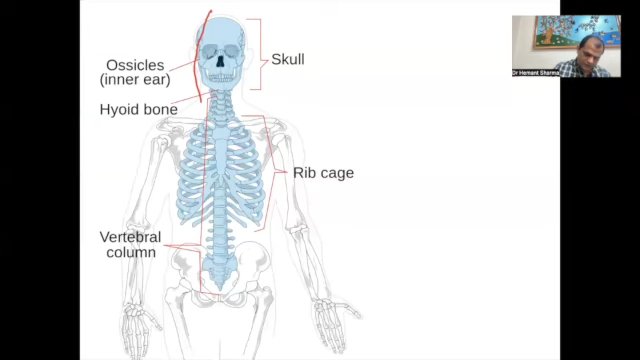 Ossicles
(inner ear)
Skull
Hyoid bone
Rib cage
Vertebral
column
Dr Hemant Sharma